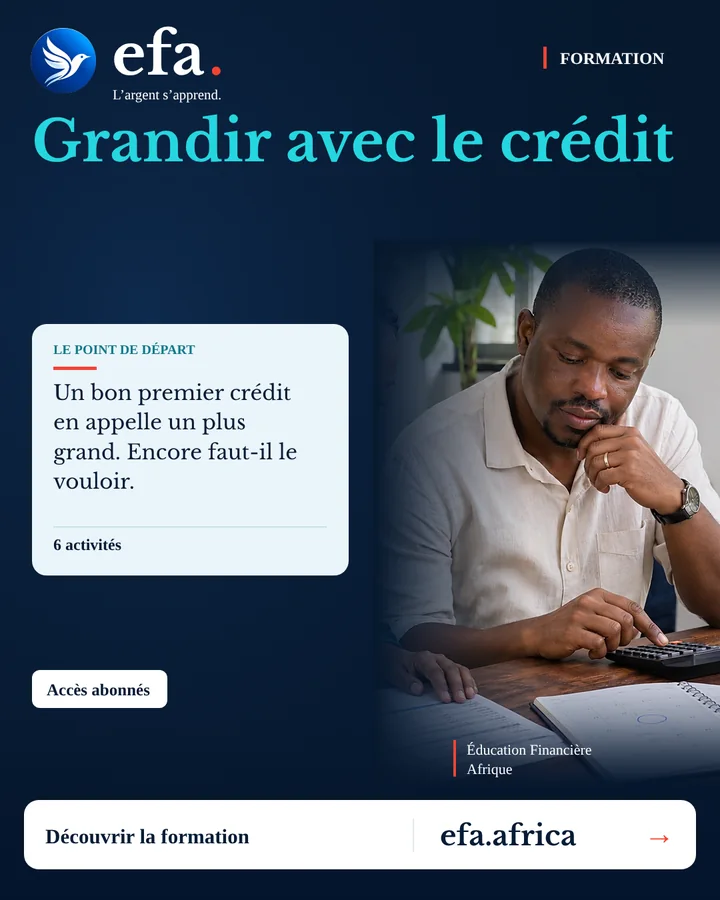 efa.
L’argent s’apprend.
FORMATION
Grandir avec le crédit
LE POINT DE DÉPART
Un bon premier crédit
en appelle un plus
grand. Encore faut-il le
vouloir.
6 activités
Accès abonnés
Éducation Financière
Afrique
Découvrir la formation
efa.africa →